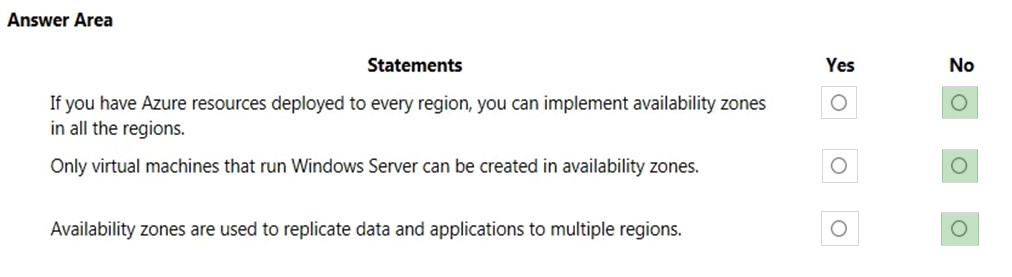 Answer Area
Statements Yes No
If you have Azure resources deployed to every region, you can implement availability zones
in all the regions.
Only virtual machines that run Windows Server can be created in availability zones.
Availability zones are used to replicate data and applications to multiple regions.